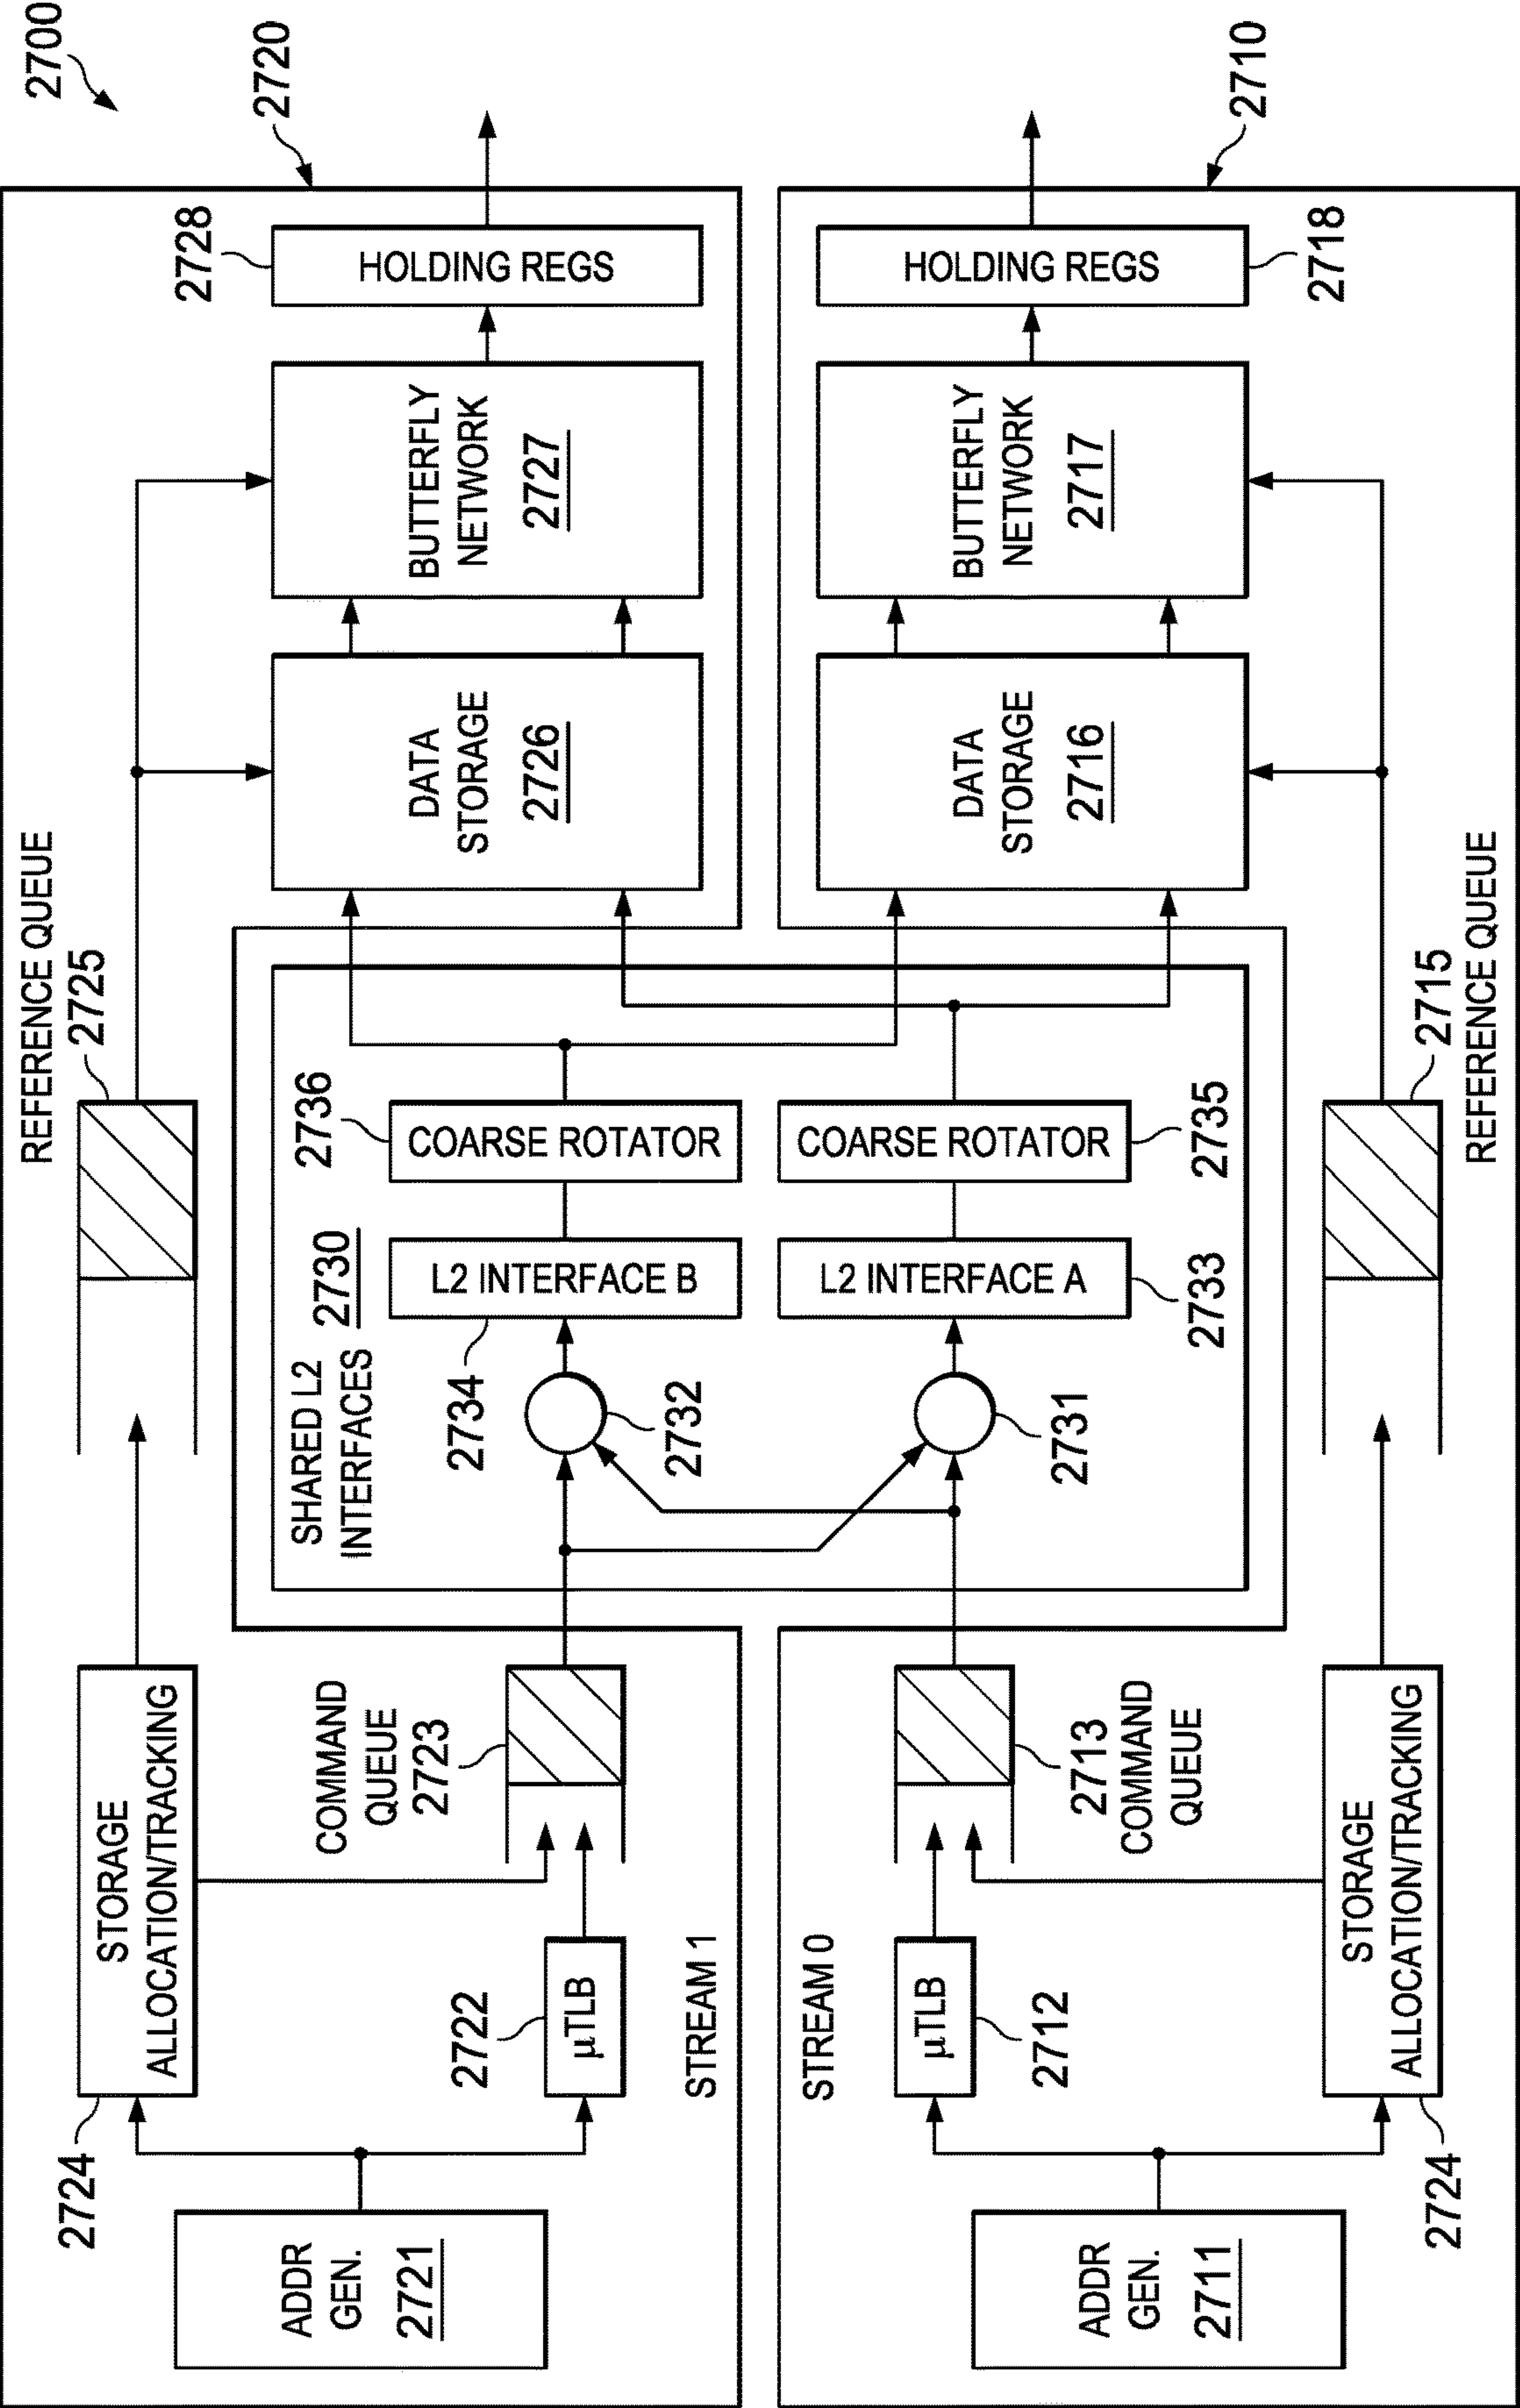 2700
2720
2710
REFERENCE QUEUE
2725
2728
HOLDING REGS
BUTTERFLY
NETWORK
2727
DATA
STORAGE
2726
STORAGE
ALLOCATION/TRACKING
2724
ADDR
GEN.
2721
2722
µTLB
COMMAND
QUEUE
2723
STREAM 1
SHARED L2
INTERFACES
2730
2734
L2 INTERFACE B
2736
COARSE ROTATOR
2732
2731
L2 INTERFACE A
2733
COARSE ROTATOR
2735
STREAM 0
µTLB
2712
2713
COMMAND
QUEUE
ADDR
GEN.
2711
STORAGE
ALLOCATION/TRACKING
2724
DATA
STORAGE
2716
BUTTERFLY
NETWORK
2717
HOLDING REGS
2718
2715
REFERENCE QUEUE